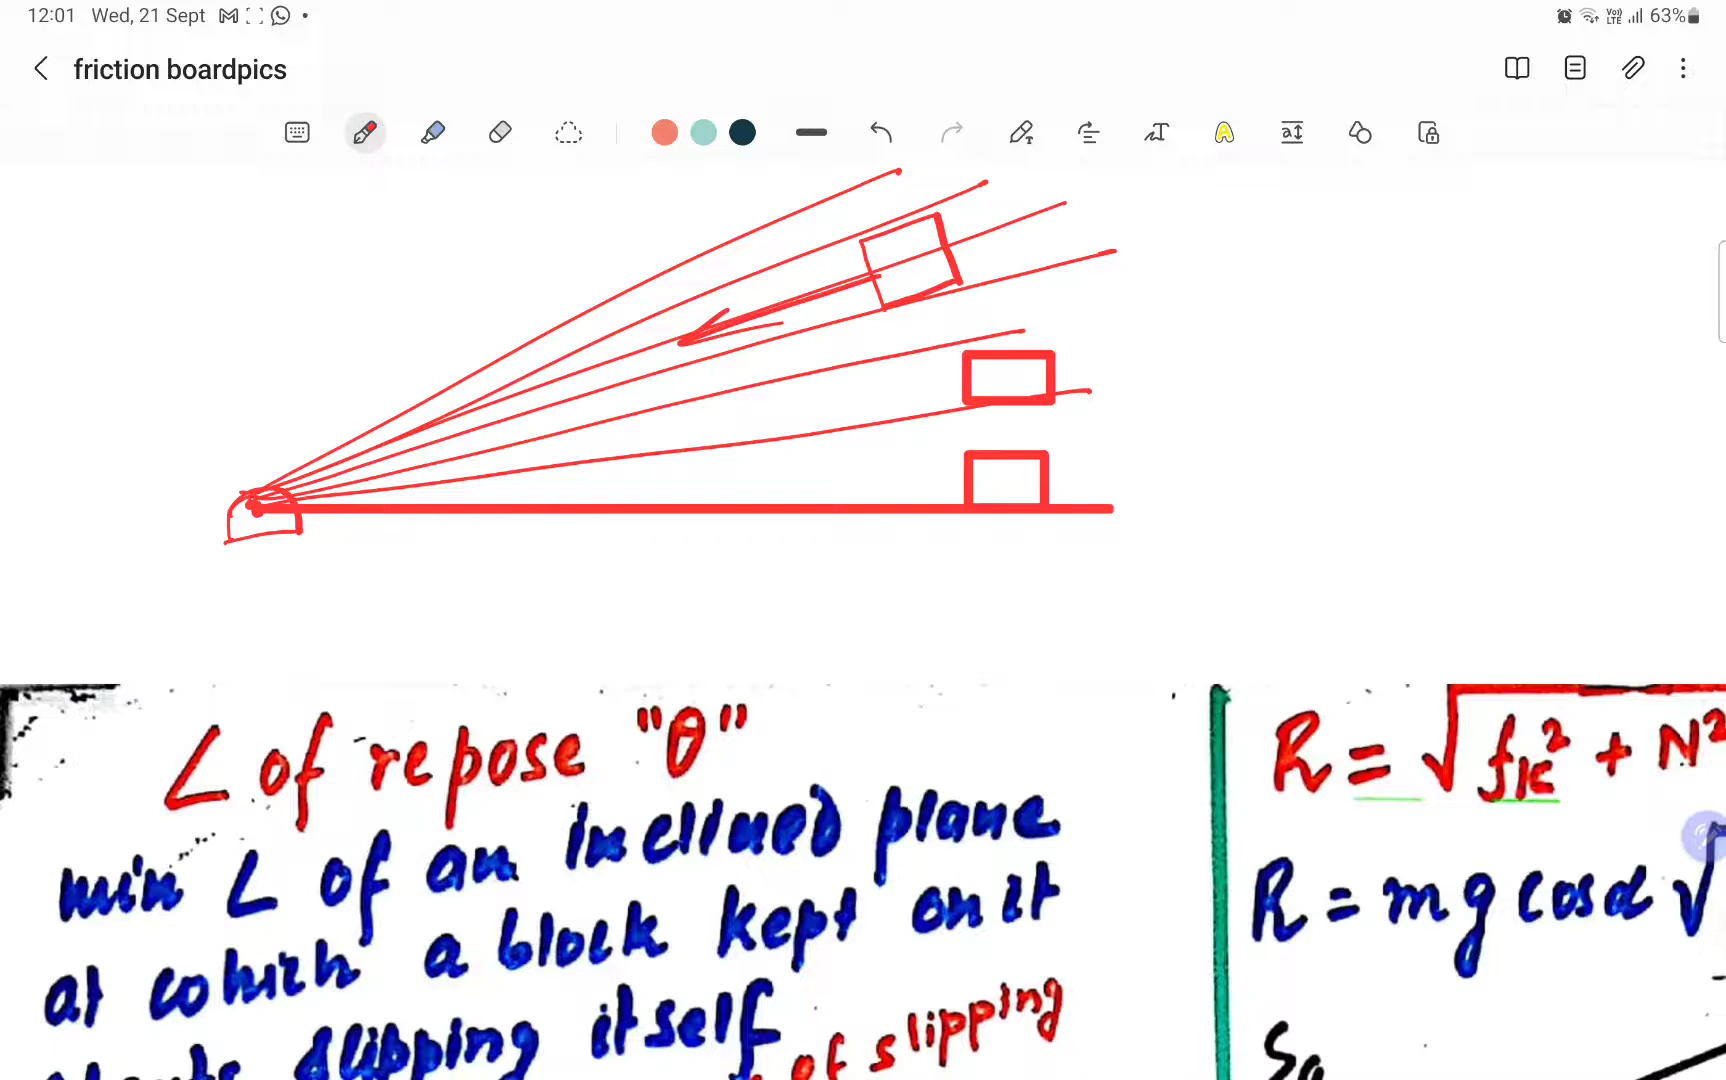 12:01 Wed, 21 Sept
63%
friction boardpics
∠ of repose "θ"
min ∠ of an inclined plane
at which a block kept on it
starts slipping itself
of slipping
R = √fk² + N²
R = mg cosα √